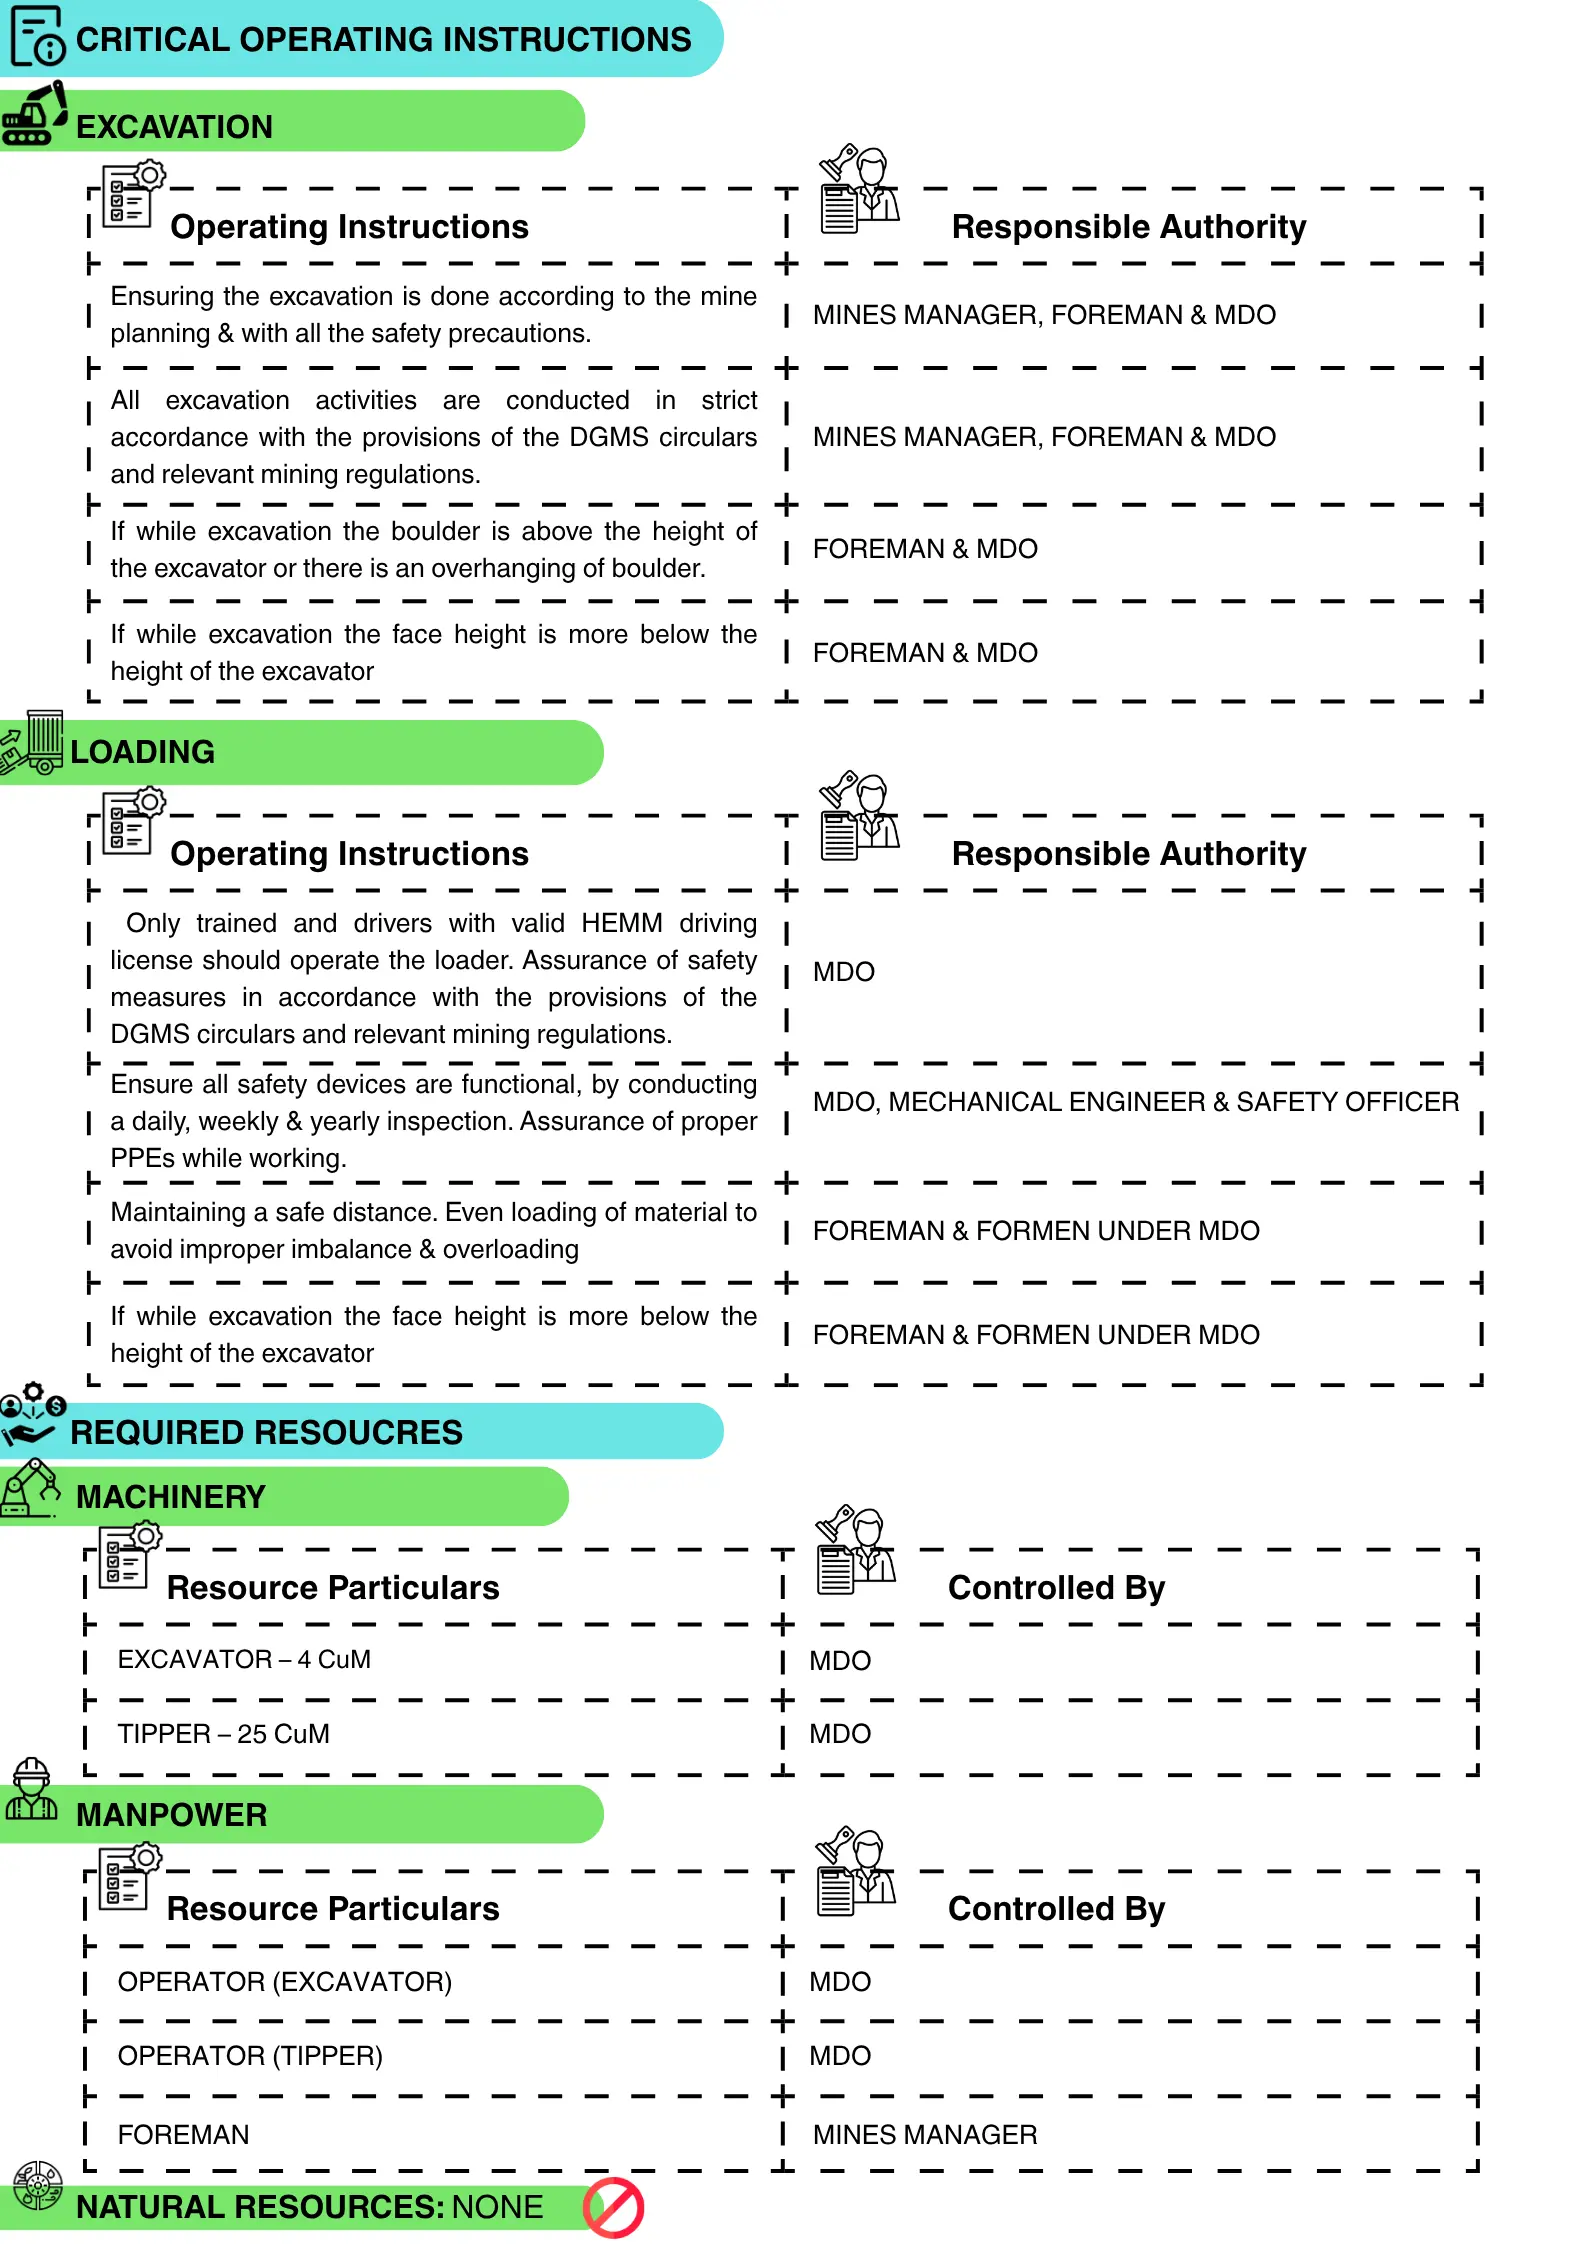 CRITICAL OPERATING INSTRUCTIONS
EXCAVATION
Operating Instructions
Responsible Authority
Ensuring the excavation is done according to the mine
planning & with all the safety precautions.
MINES MANAGER, FOREMAN & MDO
All excavation activities are conducted in strict
accordance with the provisions of the DGMS circulars
and relevant mining regulations.
MINES MANAGER, FOREMAN & MDO
If while excavation the boulder is above the height of
the excavator or there is an overhanging of boulder.
FOREMAN & MDO
If while excavation the face height is more below the
height of the excavator
FOREMAN & MDO
LOADING
Operating Instructions
Responsible Authority
Only trained and drivers with valid HEMM driving
license should operate the loader. Assurance of safety
measures in accordance with the provisions of the
DGMS circulars and relevant mining regulations.
MDO
Ensure all safety devices are functional, by conducting
a daily, weekly & yearly inspection. Assurance of proper
PPEs while working.
MDO, MECHANICAL ENGINEER & SAFETY OFFICER
Maintaining a safe distance. Even loading of material to
avoid improper imbalance & overloading
FOREMAN & FORMEN UNDER MDO
If while excavation the face height is more below the
height of the excavator
FOREMAN & FORMEN UNDER MDO
REQUIRED RESOUCRES
MACHINERY
Resource Particulars
Controlled By
EXCAVATOR – 4 CuM
MDO
TIPPER – 25 CuM
MDO
MANPOWER
Resource Particulars
Controlled By
OPERATOR (EXCAVATOR)
MDO
OPERATOR (TIPPER)
MDO
FOREMAN
MINES MANAGER
NATURAL RESOURCES: NONE